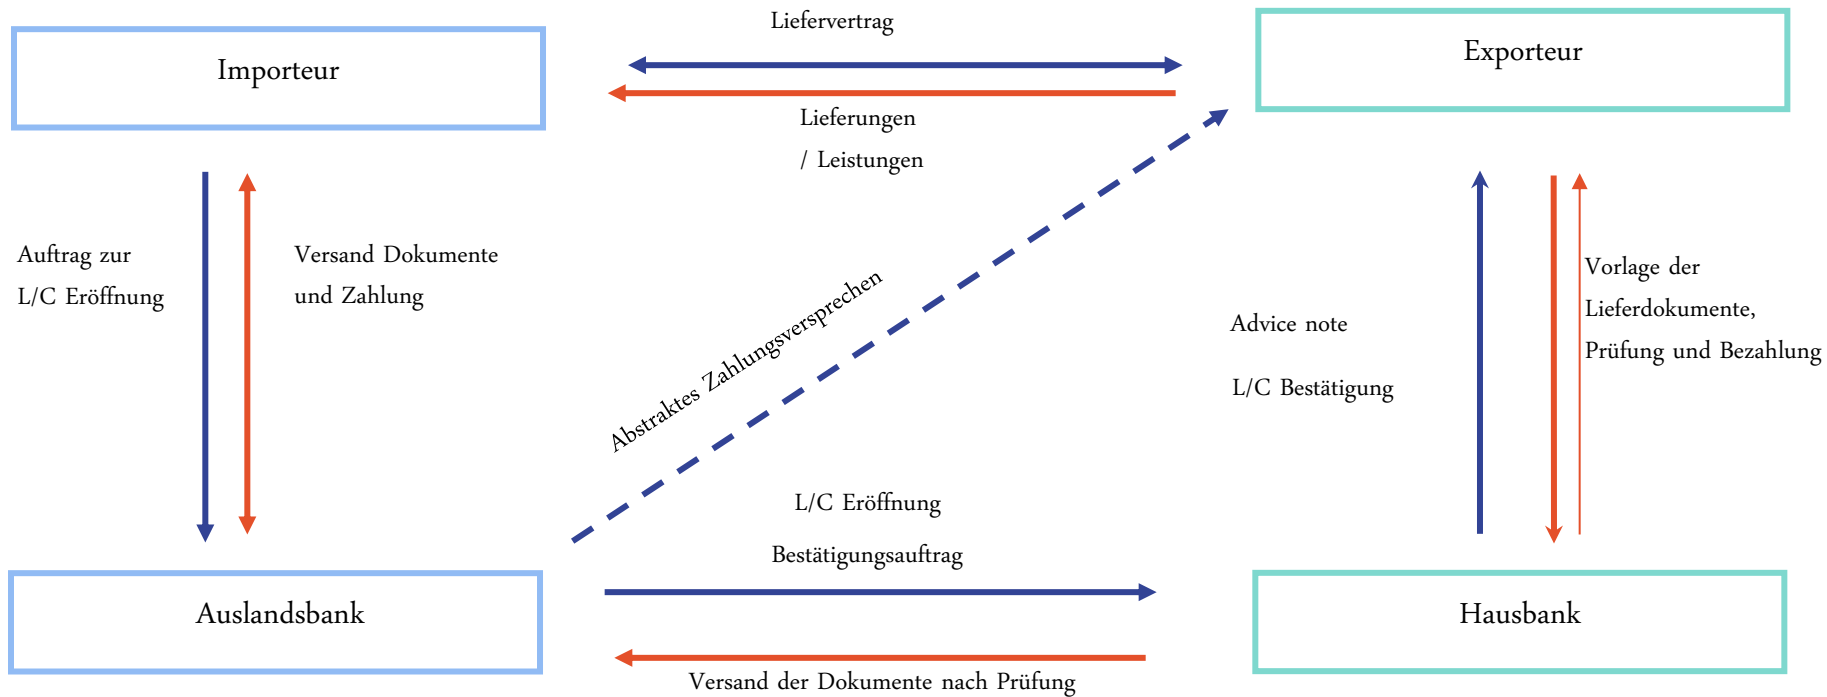 Liefervertrag
Importeur
Exporteur
Lieferungen
/ Leistungen
Auftrag zur
L/C Eröffnung
Versand Dokumente
und Zahlung
Abstraktes Zahlungsversprechen
Advice note
L/C Bestätigung
Vorlage der
Lieferdokumente,
Prüfung und Bezahlung
L/C Eröffnung
Bestätigungsauftrag
Auslandsbank
Hausbank
Versand der Dokumente nach Prüfung